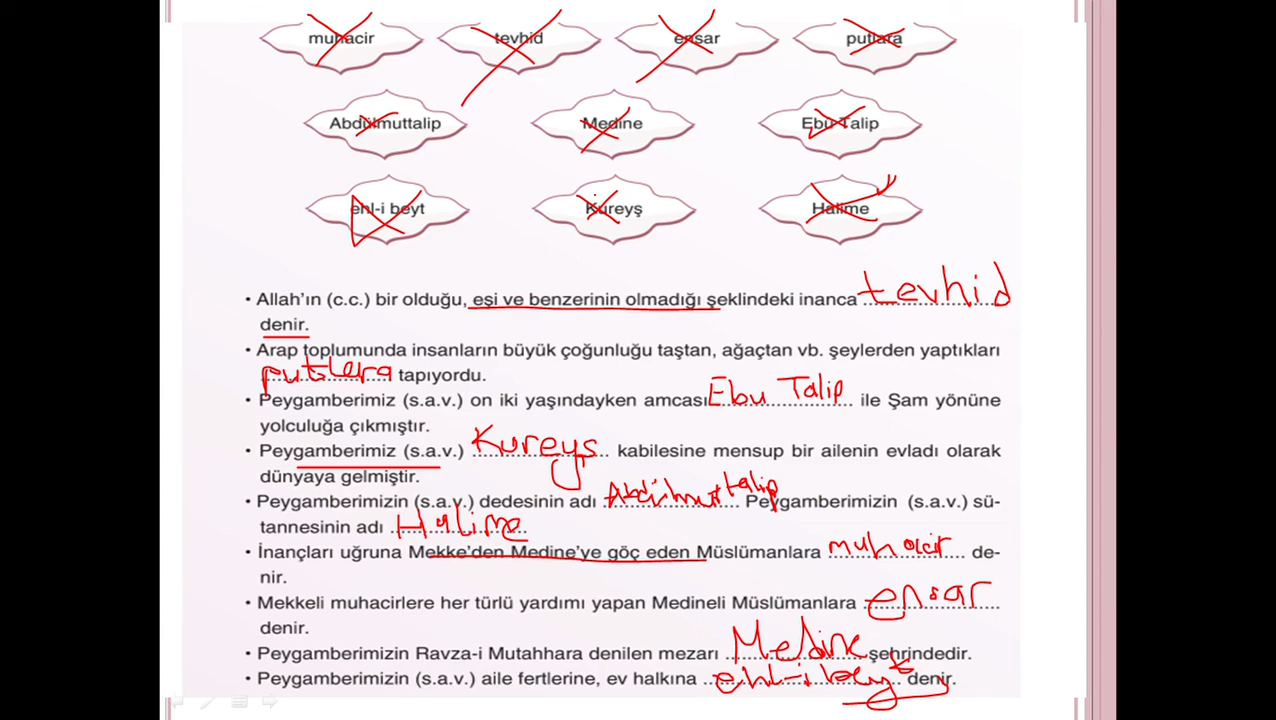 muhacir tevhid ensar putlara
Abdülmuttalip Medine Ebu Talip
ehl-i beyt Kureyş Halime
• Allah'ın (c.c.) bir olduğu, eşi ve benzerinin olmadığı şeklindeki inanca tevhid
denir.
• Arap toplumunda insanların büyük çoğunluğu taştan, ağaçtan vb. şeylerden yaptıkları
putlara tapıyordu.
• Peygamberimiz (s.a.v.) on iki yaşındayken amcası Ebu Talip ile Şam yönüne
yolculuğa çıkmıştır.
• Peygamberimiz (s.a.v.) Kureyş kabilesine mensup bir ailenin evladı olarak
dünyaya gelmiştir.
• Peygamberimizin (s.a.v.) dedesinin adı Abdülmuttalip Peygamberimizin (s.a.v.) sü-
tannesinin adı Halime
• İnançları uğruna Mekke'den Medine'ye göç eden Müslümanlara muhacir de-
nir.
• Mekkeli muhacirlere her türlü yardımı yapan Medineli Müslümanlara ensar
denir.
• Peygamberimizin Ravza-i Mutahhara denilen mezarı Medine şehrindedir.
• Peygamberimizin (s.a.v.) aile fertlerine, ev halkına ehl-i beyt denir.